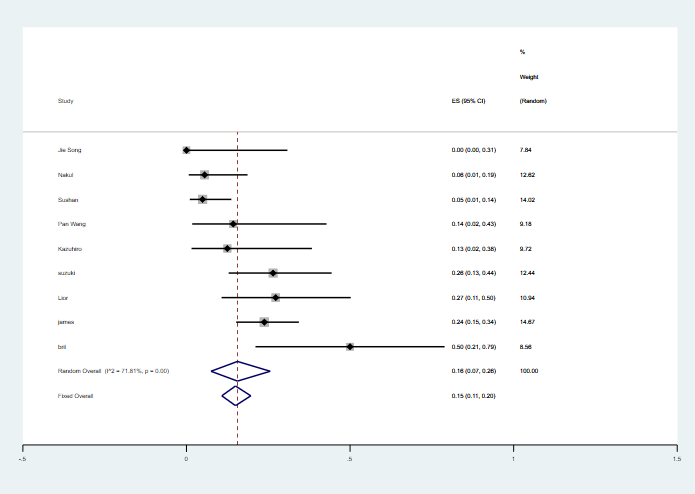 %
Weight
Study ES (95% CI) (Random)
Jie Song 0.00 (0.00, 0.31) 7.84
Nakul 0.06 (0.01, 0.19) 12.62
Sushan 0.05 (0.01, 0.14) 14.02
Pan Wang 0.14 (0.02, 0.43) 9.18
Kazuhiro 0.13 (0.02, 0.38) 9.72
suzuki 0.26 (0.13, 0.44) 12.44
Lior 0.27 (0.11, 0.50) 10.94
james 0.24 (0.15, 0.34) 14.67
bril 0.50 (0.21, 0.79) 8.56
Random Overall (I^2 = 71.81%, p = 0.00) 0.16 (0.07, 0.26) 100.00
Fixed Overall 0.15 (0.11, 0.20)
-.5 0 .5 1 1.5